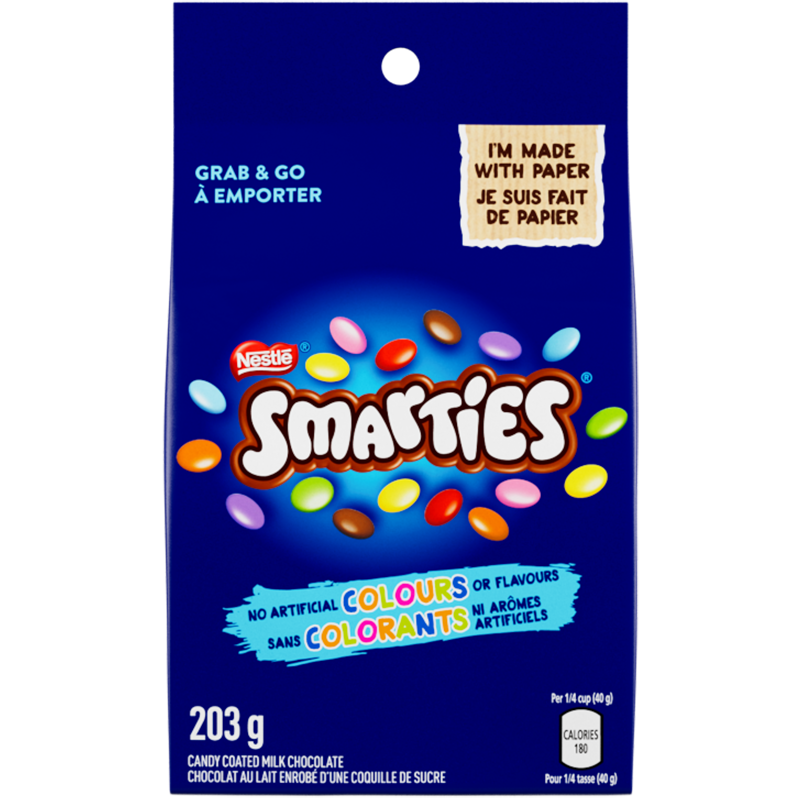 GRAB & GO
À EMPORTER
I'M MADE
WITH PAPER
JE SUIS FAIT
DE PAPIER
Nestlé®
SMARTIES®
NO ARTIFICIAL COLOURS OR FLAVOURS
SANS COLORANTS NI ARÔMES ARTIFICIELS
203 g
CANDY COATED MILK CHOCOLATE
CHOCOLAT AU LAIT ENROBÉ D'UNE COQUILLE DE SUCRE
Per 1/4 cup (40 g)
CALORIES
180
Pour 1/4 tasse (40 g)